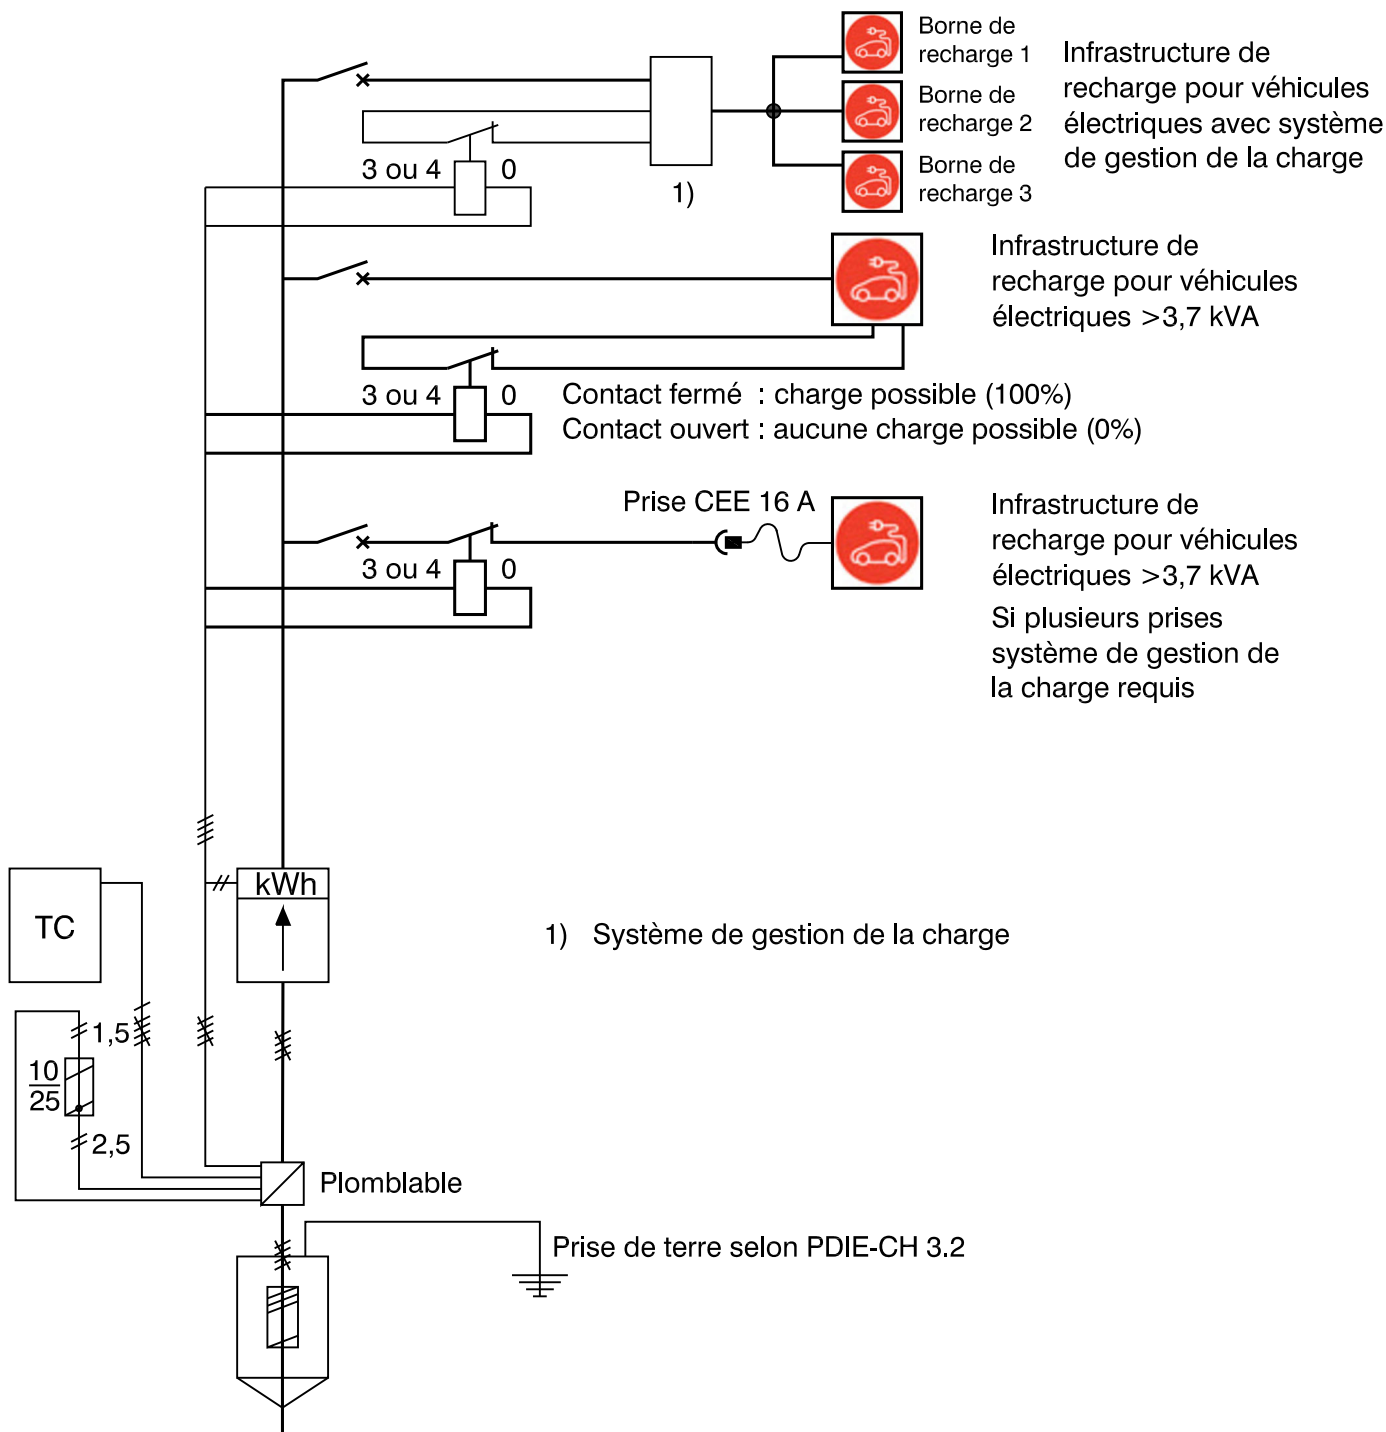 Borne de
recharge 1
Borne de
recharge 2
Borne de
recharge 3
Infrastructure de
recharge pour véhicules
électriques avec système
de gestion de la charge
3 ou 4 0
1)
Infrastructure de
recharge pour véhicules
électriques >3,7 kVA
3 ou 4 0
Contact fermé : charge possible (100%)
Contact ouvert : aucune charge possible (0%)
Prise CEE 16 A
3 ou 4 0
Infrastructure de
recharge pour véhicules
électriques >3,7 kVA
Si plusieurs prises
système de gestion de
la charge requis
kWh
TC
1) Système de gestion de la charge
1,5
10
25
2,5
Plomblable
Prise de terre selon PDIE-CH 3.2